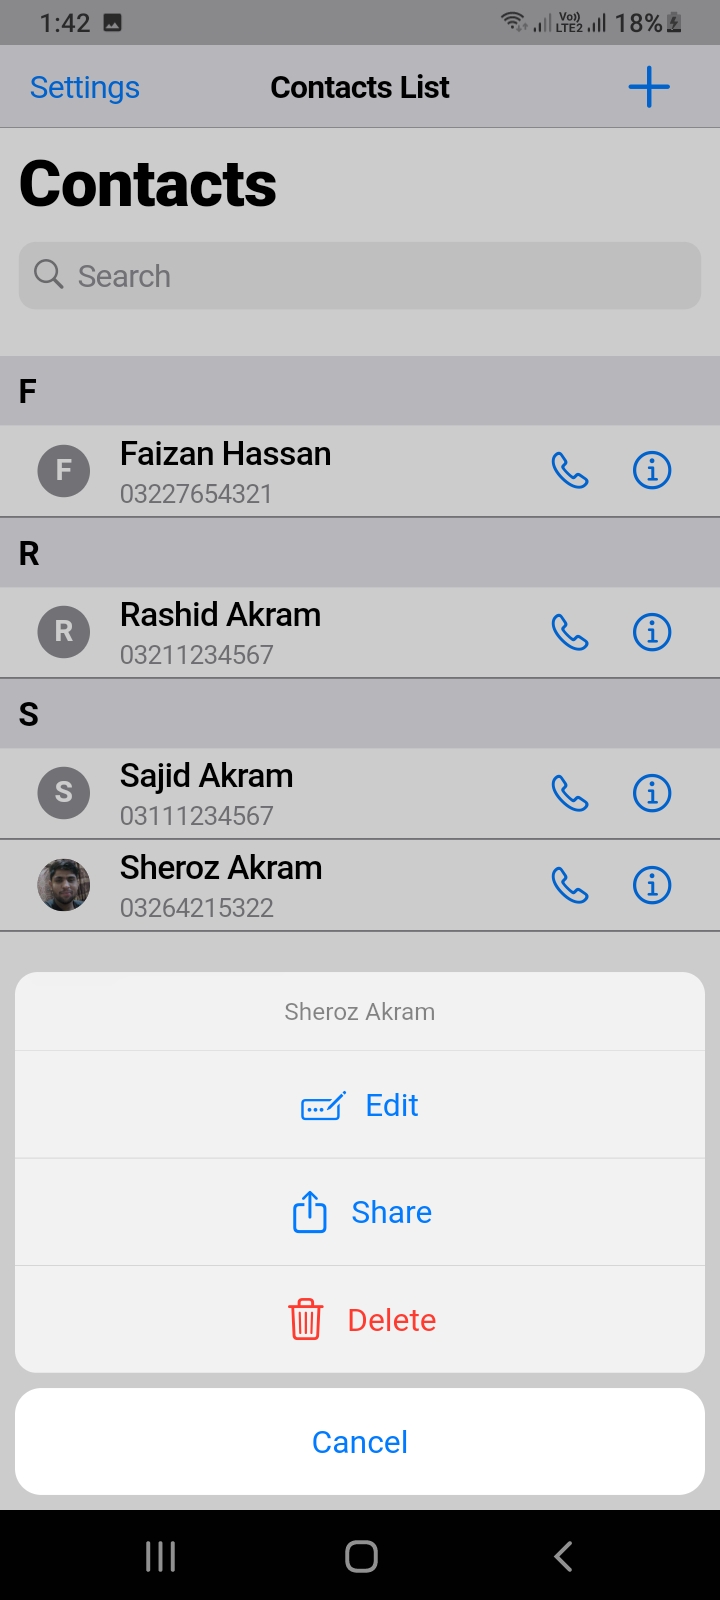 1:42
Vo))
LTE2
18%
Settings
Contacts List
Contacts
Search
F
F
Faizan Hassan
03227654321
R
R
Rashid Akram
03211234567
S
S
Sajid Akram
03111234567
Sheroz Akram
03264215322
Sheroz Akram
Edit
Share
Delete
Cancel